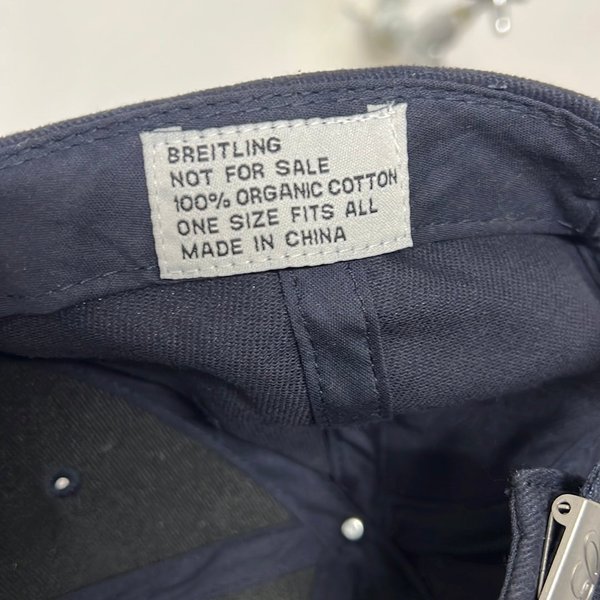 BREITLING
NOT FOR SALE
100% ORGANIC COTTON
ONE SIZE FITS ALL
MADE IN CHINA